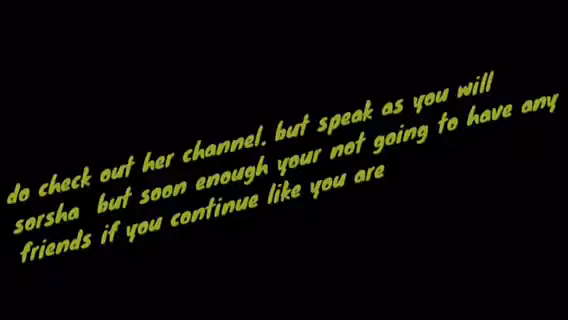 do check out her channel. but speak as you will
sorsha but soon enough your not going to have any
friends if you continue like you are